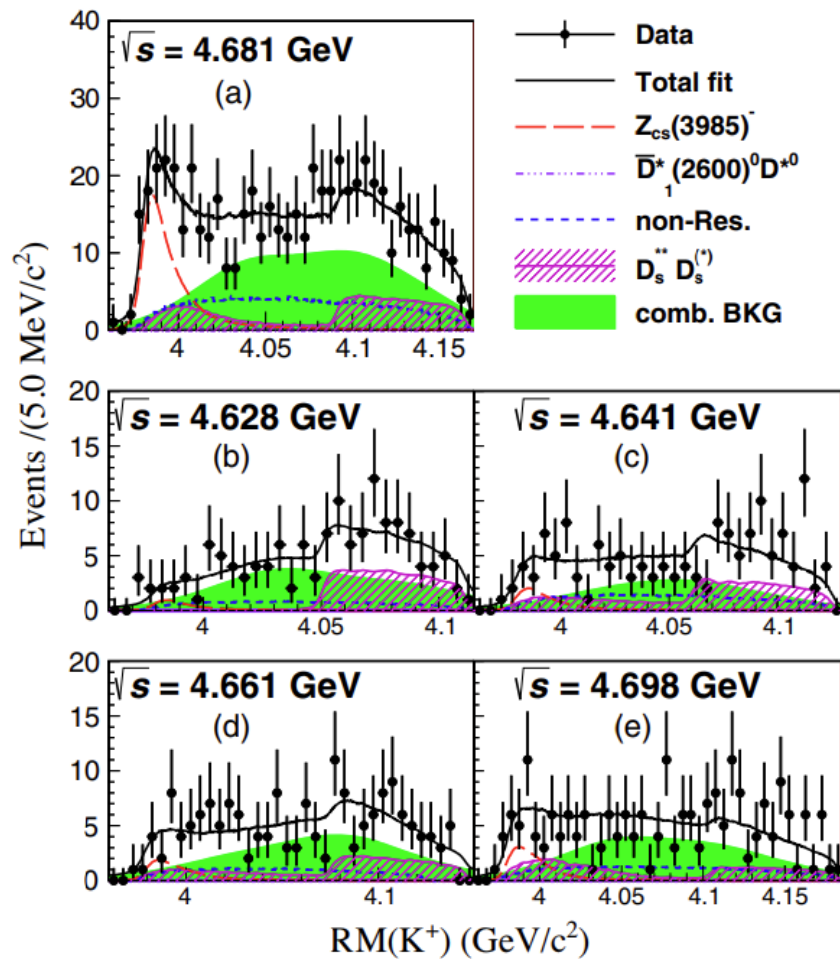 Events /(5.0 MeV/c²)
40
30
20
10
0
√s = 4.681 GeV
(a)
4 4.05 4.1 4.15
Data
Total fit
Z_cs(3985)⁻
D̅*₁(2600)⁰D*⁰
non-Res.
D_s** D_s^(*)
comb. BKG
20
15
10
5
0
√s = 4.628 GeV
(b)
4 4.05 4.1
√s = 4.641 GeV
(c)
4 4.05 4.1
20
15
10
5
0
√s = 4.661 GeV
(d)
4 4.1
√s = 4.698 GeV
(e)
4 4.05 4.1 4.15
RM(K⁺) (GeV/c²)